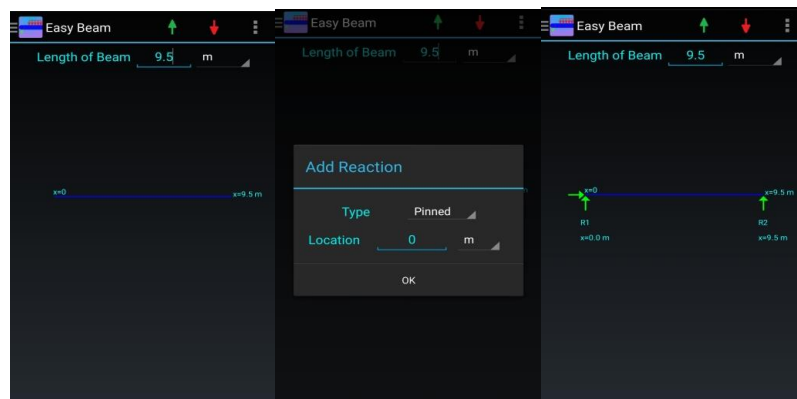 Easy Beam
Length of Beam 9.5 m
x=0 x=9.5 m
Easy Beam
Length of Beam 9.5 m
Add Reaction
Type Pinned
Location 0 m
OK
Easy Beam
Length of Beam 9.5 m
x=0 x=9.5 m
R1 R2
x=0.0 m x=9.5 m